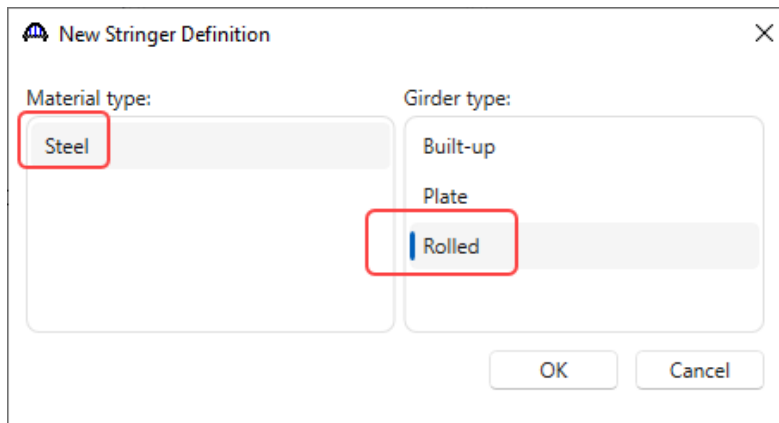 New Stringer Definition
Material type:
Girder type:
Steel
Built-up
Plate
Rolled
OK
Cancel